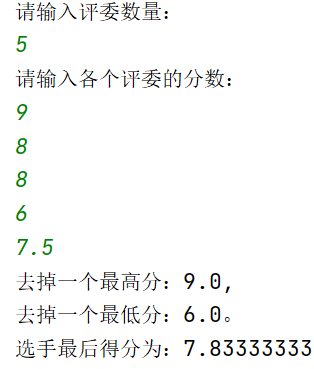 请输入评委数量：
5
请输入各个评委的分数：
9
8
8
6
7.5
去掉一个最高分：9.0，
去掉一个最低分：6.0。
选手最后得分为：7.83333333